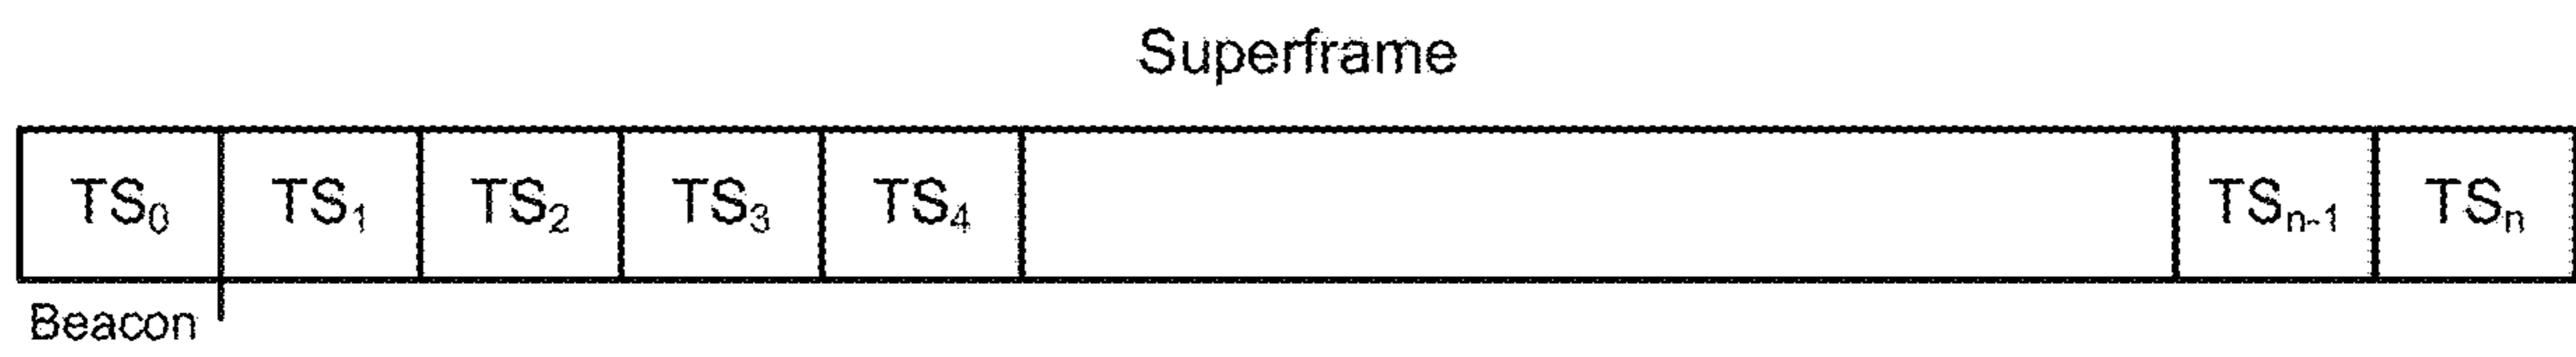 Superframe
TS₀ TS₁ TS₂ TS₃ TS₄ TSₙ₋₁ TSₙ
Beacon